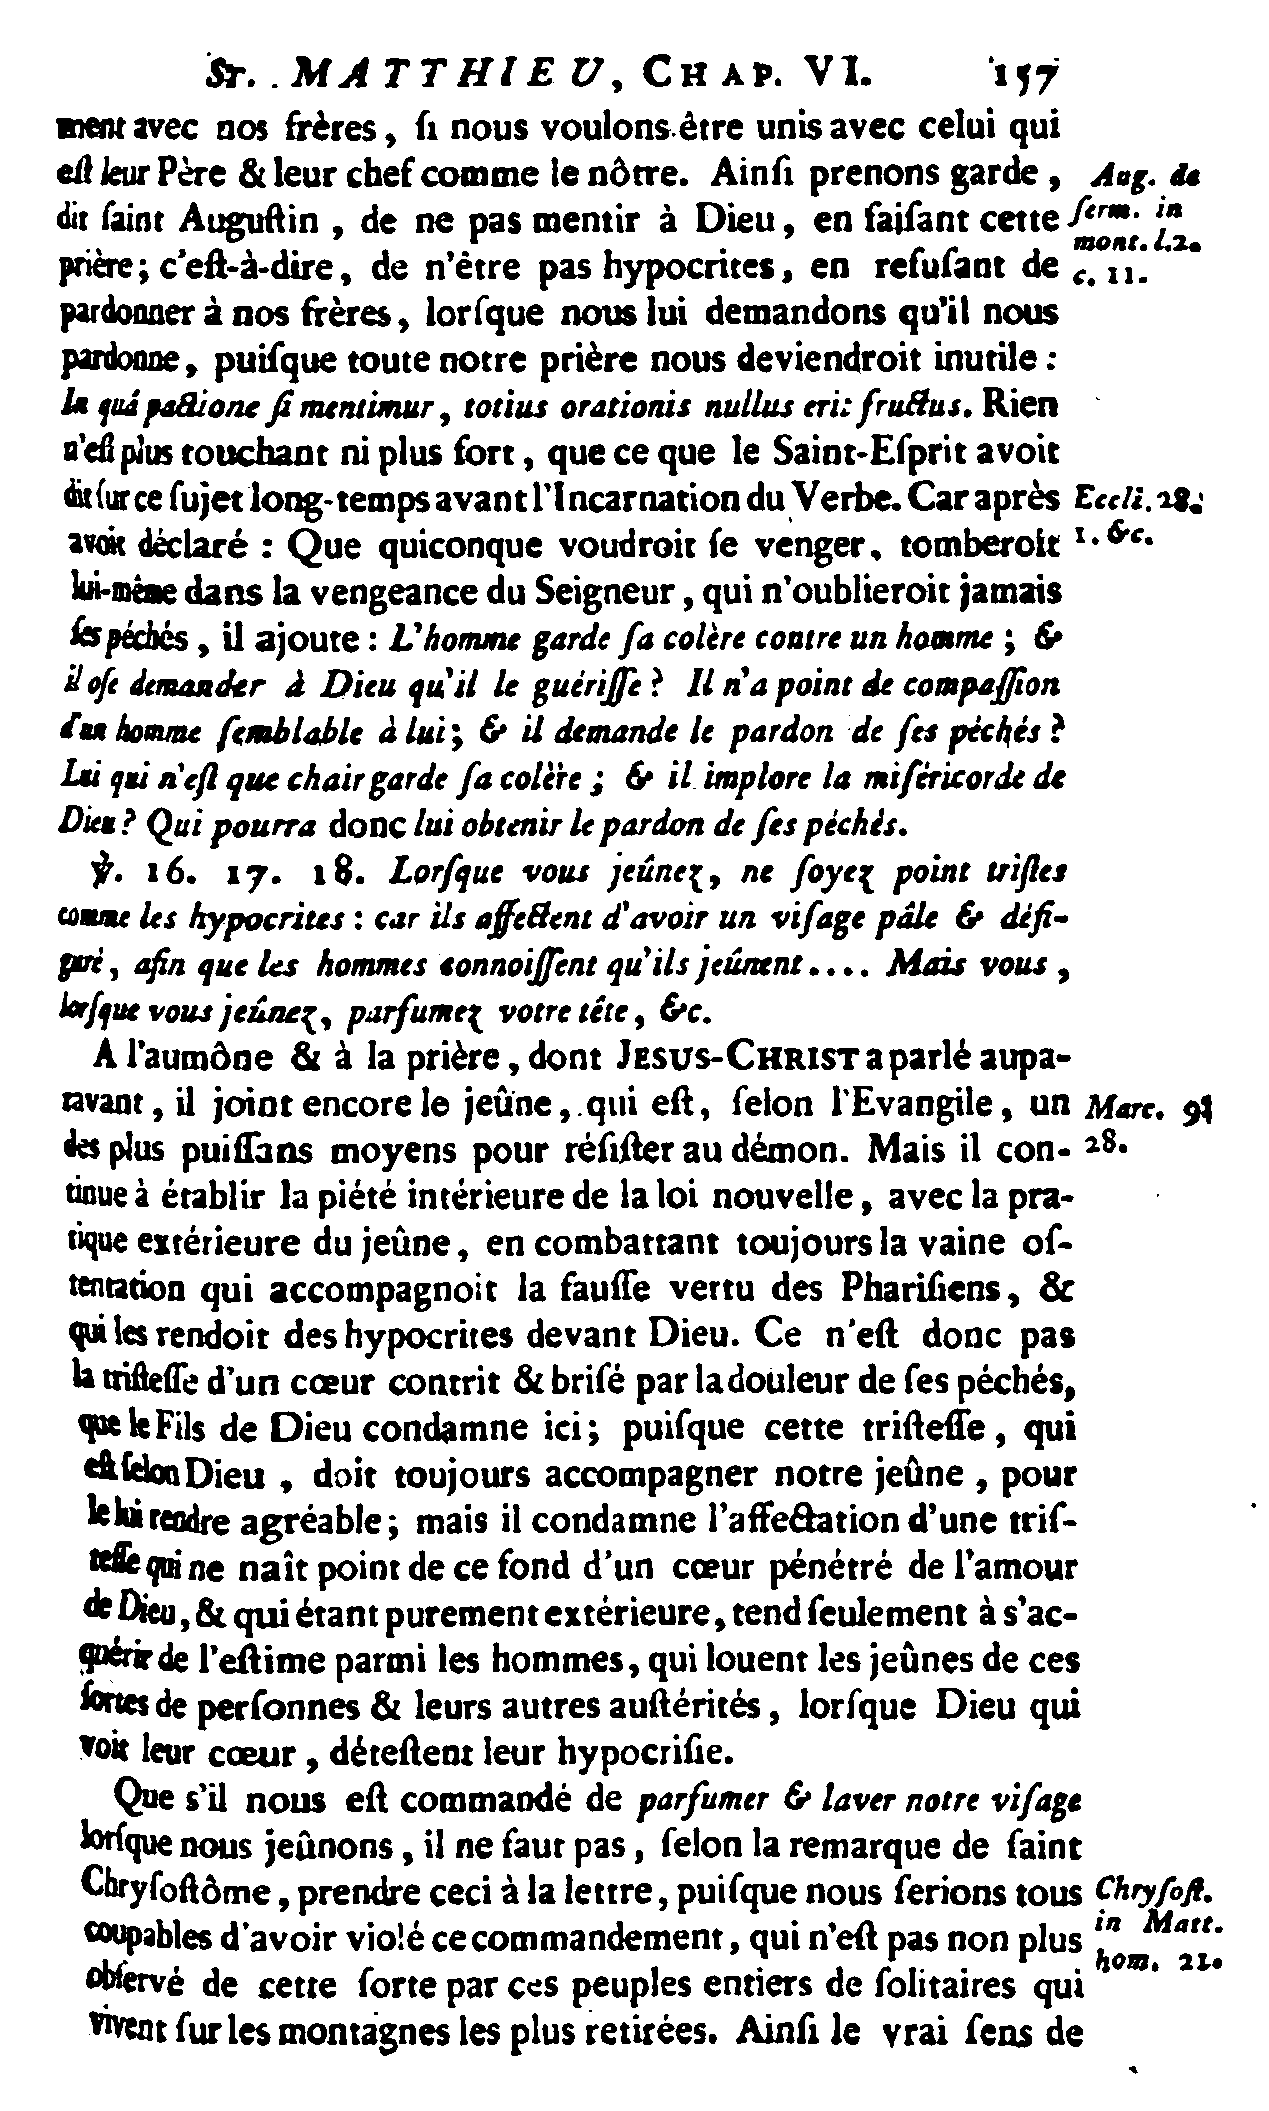 St. MATTHIEU, CHAP. VI. 157
ment avec nos frères, ſi nous voulons être unis avec celui qui
eſt leur Père & leur chef comme le nôtre. Ainſi prenons garde,
dit ſaint Auguſtin, de ne pas mentir à Dieu, en faiſant cette
prière; c'eſt-à-dire, de n'être pas hypocrites, en refuſant de
pardonner à nos frères, lorſque nous lui demandons qu'il nous
pardonne, puiſque toute notre prière nous deviendroit inutile:
In quâ pactione ſi mentimur, totius orationis nullus erit fructus. Rien
n'eſt plus touchant ni plus fort, que ce que le Saint-Eſprit avoit
dit ſur ce ſujet long-temps avant l'Incarnation du Verbe. Car après
avoir déclaré : Que quiconque voudroit ſe venger, tomberoit
lui-même dans la vengeance du Seigneur, qui n'oublieroit jamais
ſes péchés, il ajoute : L'homme garde ſa colère contre un homme; &
il oſe demander à Dieu qu'il le guériſſe? Il n'a point de compaſſion
d'un homme ſemblable à lui; & il demande le pardon de ſes péchés?
Lui qui n'eſt que chair garde ſa colère; & il implore la miſéricorde de
Dieu? Qui pourra donc lui obtenir le pardon de ſes péchés.
℣. 16. 17. 18. Lorſque vous jeûnez, ne ſoyez point triſtes
comme les hypocrites : car ils affectent d'avoir un viſage pâle & défi-
guré, afin que les hommes connoiſſent qu'ils jeûnent.... Mais vous,
lorſque vous jeûnez, parfumez votre tête, &c.
A l'aumône & à la prière, dont JESUS-CHRIST a parlé aupa-
ravant, il joint encore le jeûne, qui eſt, ſelon l'Evangile, un
des plus puiſſans moyens pour réſiſter au démon. Mais il con-
tinue à établir la piété intérieure de la loi nouvelle, avec la pra-
tique extérieure du jeûne, en combattant toujours la vaine oſ-
tentation qui accompagnoit la fauſſe vertu des Phariſiens, &
qui les rendoit des hypocrites devant Dieu. Ce n'eſt donc pas
la triſteſſe d'un cœur contrit & briſé par la douleur de ſes péchés,
que le Fils de Dieu condamne ici; puiſque cette triſteſſe, qui
eſt ſelon Dieu, doit toujours accompagner notre jeûne, pour
le lui rendre agréable; mais il condamne l'affectation d'une triſ-
teſſe qui ne naît point de ce fond d'un cœur pénétré de l'amour
de Dieu, & qui étant purement extérieure, tend ſeulement à s'ac-
quérir de l'eſtime parmi les hommes, qui louent les jeûnes de ces
ſortes de perſonnes & leurs autres auſtérités, lorſque Dieu qui
voit leur cœur, déteſtent leur hypocriſie.
Que s'il nous eſt commandé de parfumer & laver notre viſage
lorſque nous jeûnons, il ne faut pas, ſelon la remarque de ſaint
Chryſoſtôme, prendre ceci à la lettre, puiſque nous ſerions tous
coupables d'avoir violé ce commandement, qui n'eſt pas non plus
obſervé de cette ſorte par ces peuples entiers de ſolitaires qui
vivent ſur les montagnes les plus retirées. Ainſi le vrai ſens de
Aug. de
ſerm. in
mont. l.2.
c. 11.
Eccli. 28.
1. &c.
Marc. 9.
28.
Chryſoſt.
in Matt.
hom. 21.